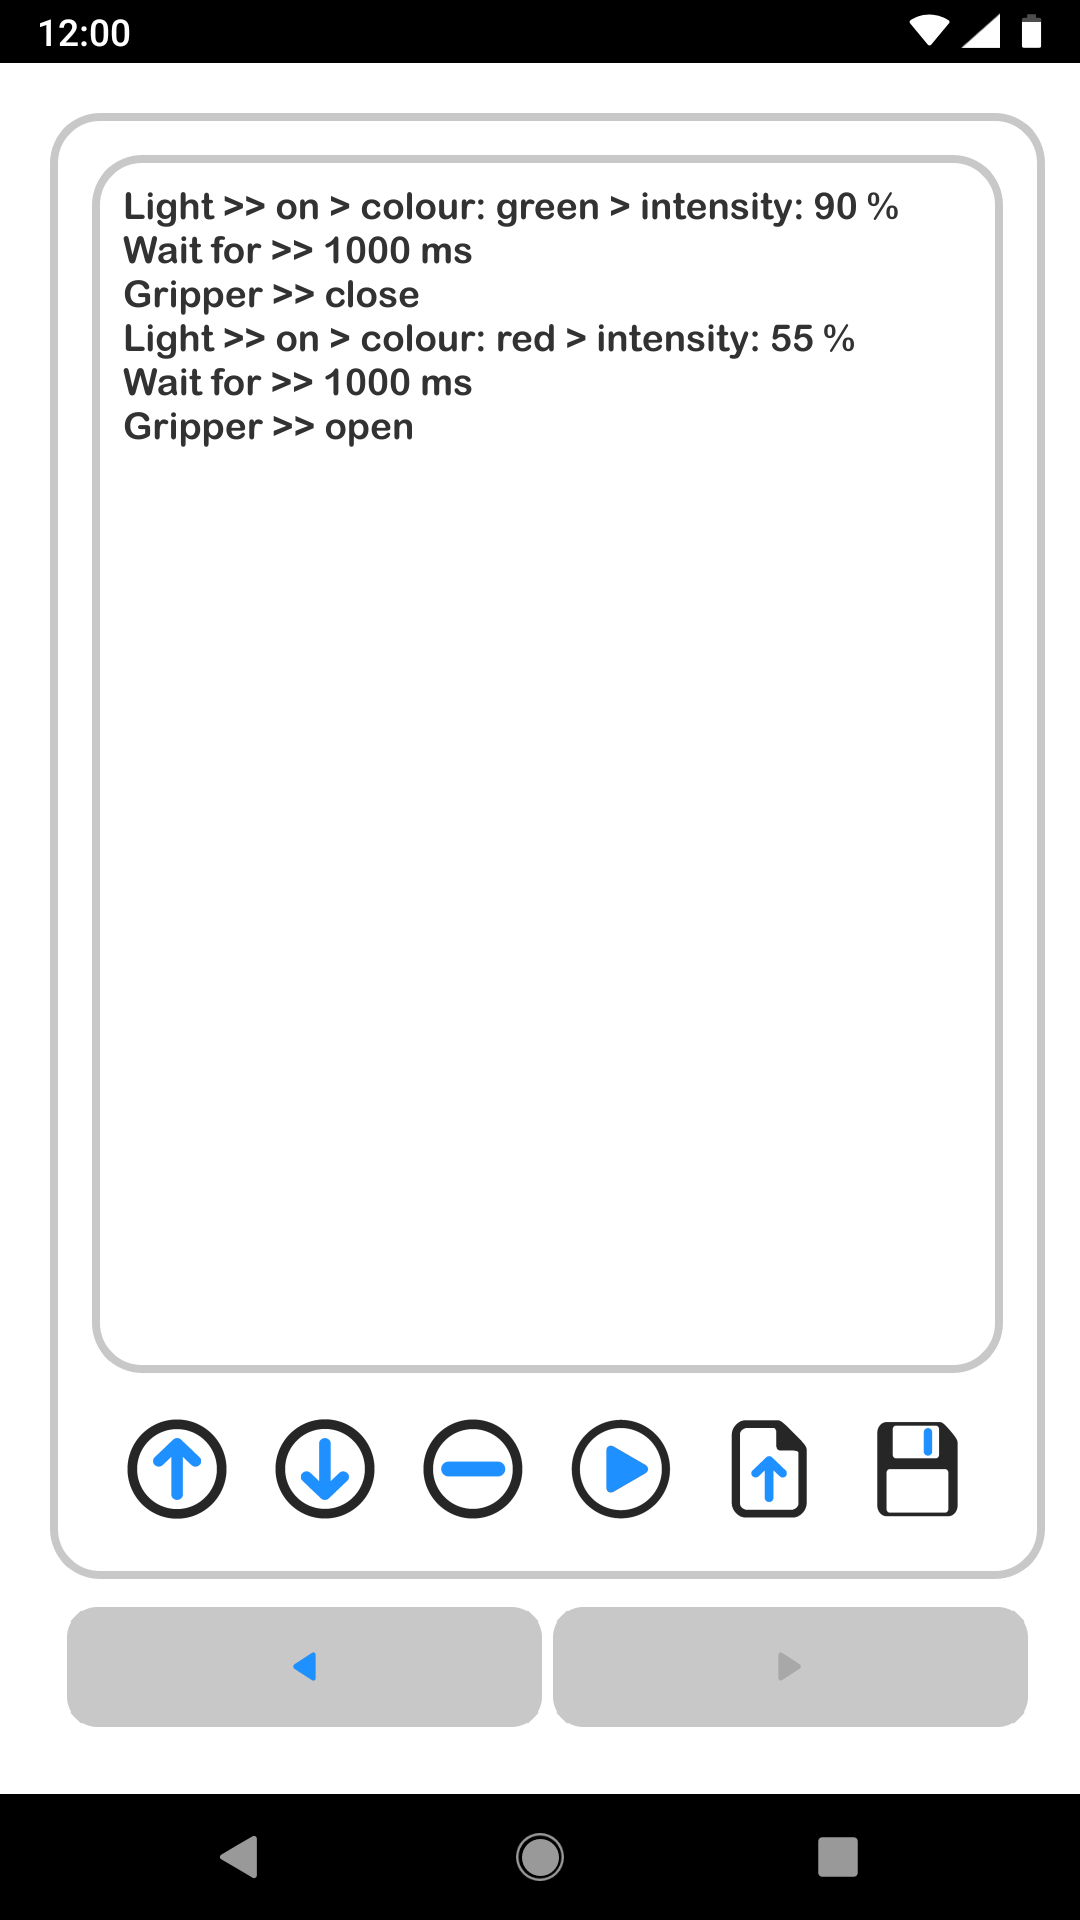 12:00
Light >> on > colour: green > intensity: 90 %
Wait for >> 1000 ms
Gripper >> close
Light >> on > colour: red > intensity: 55 %
Wait for >> 1000 ms
Gripper >> open